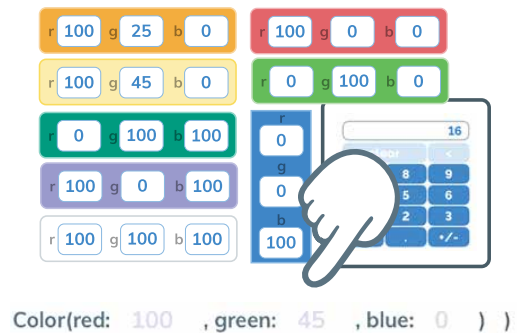 r 100 g 25 b 0
r 100 g 0 b 0
r 100 g 45 b 0
r 0 g 100 b 0
r 0 g 100 b 100
r 0
g 0
b 100
16
<
8 9
5 6
2 3
. +/-
r 100 g 0 b 100
r 100 g 100 b 100
Color(red: 100 , green: 45 , blue: 0 ) )